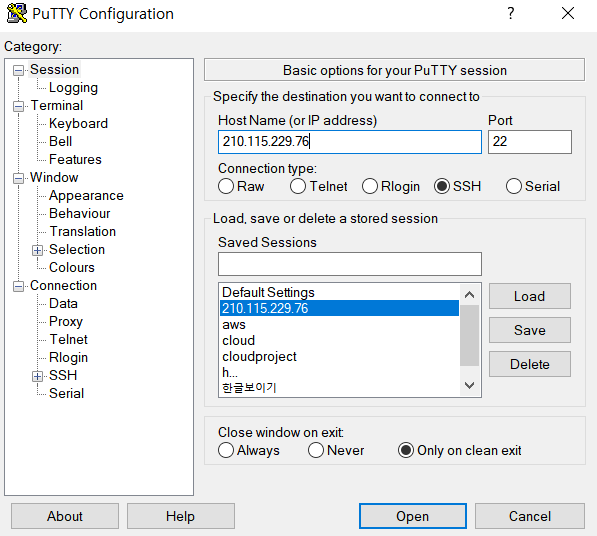 PuTTY Configuration
?
Category:
Session
Logging
Terminal
Keyboard
Bell
Features
Window
Appearance
Behaviour
Translation
Selection
Colours
Connection
Data
Proxy
Telnet
Rlogin
SSH
Serial
Basic options for your PuTTY session
Specify the destination you want to connect to
Host Name (or IP address) Port
210.115.229.76 22
Connection type:
Raw Telnet Rlogin SSH Serial
Load, save or delete a stored session
Saved Sessions
Default Settings
210.115.229.76
aws
cloud
cloudproject
h...
한글보이기
Load
Save
Delete
Close window on exit:
Always Never Only on clean exit
About Help Open Cancel